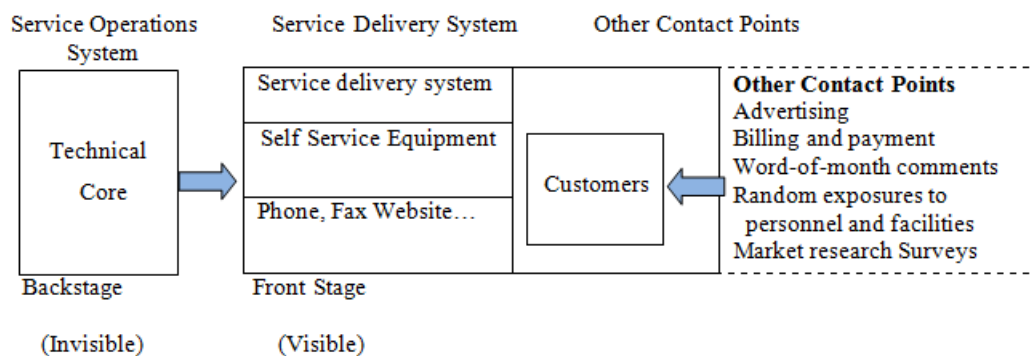 Service Operations
System
Service Delivery System
Other Contact Points
Technical
Core
Service delivery system
Self Service Equipment
Phone, Fax Website…
Customers
Other Contact Points
Advertising
Billing and payment
Word-of-month comments
Random exposures to
personnel and facilities
Market research Surveys
Backstage
Front Stage
(Invisible)
(Visible)